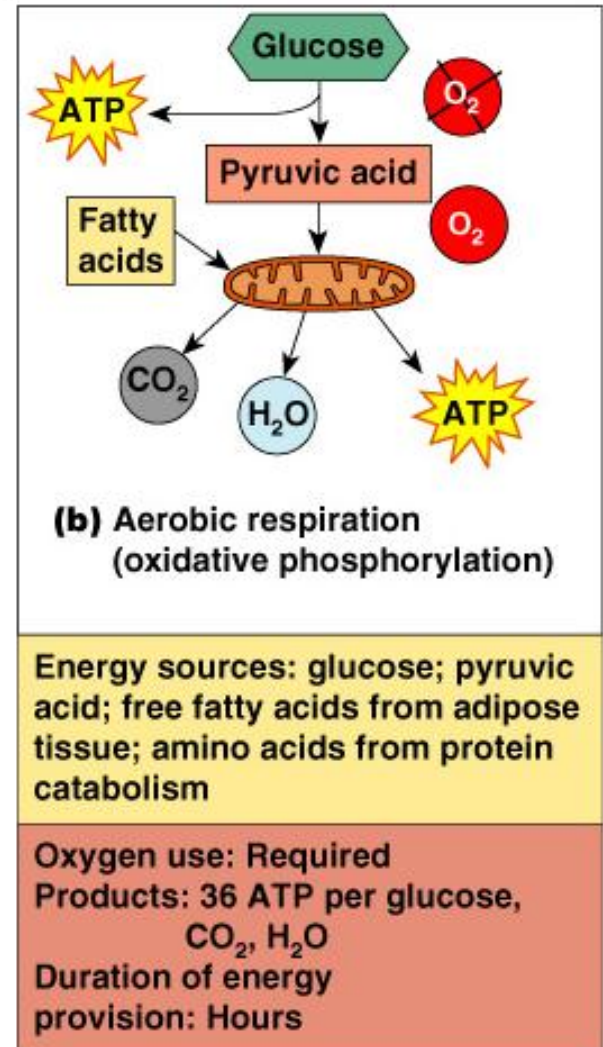 Glucose
ATP
O₂
Pyruvic acid
O₂
Fatty
acids
CO₂
H₂O
ATP
(b) Aerobic respiration
(oxidative phosphorylation)
Energy sources: glucose; pyruvic
acid; free fatty acids from adipose
tissue; amino acids from protein
catabolism
Oxygen use: Required
Products: 36 ATP per glucose,
CO₂, H₂O
Duration of energy
provision: Hours